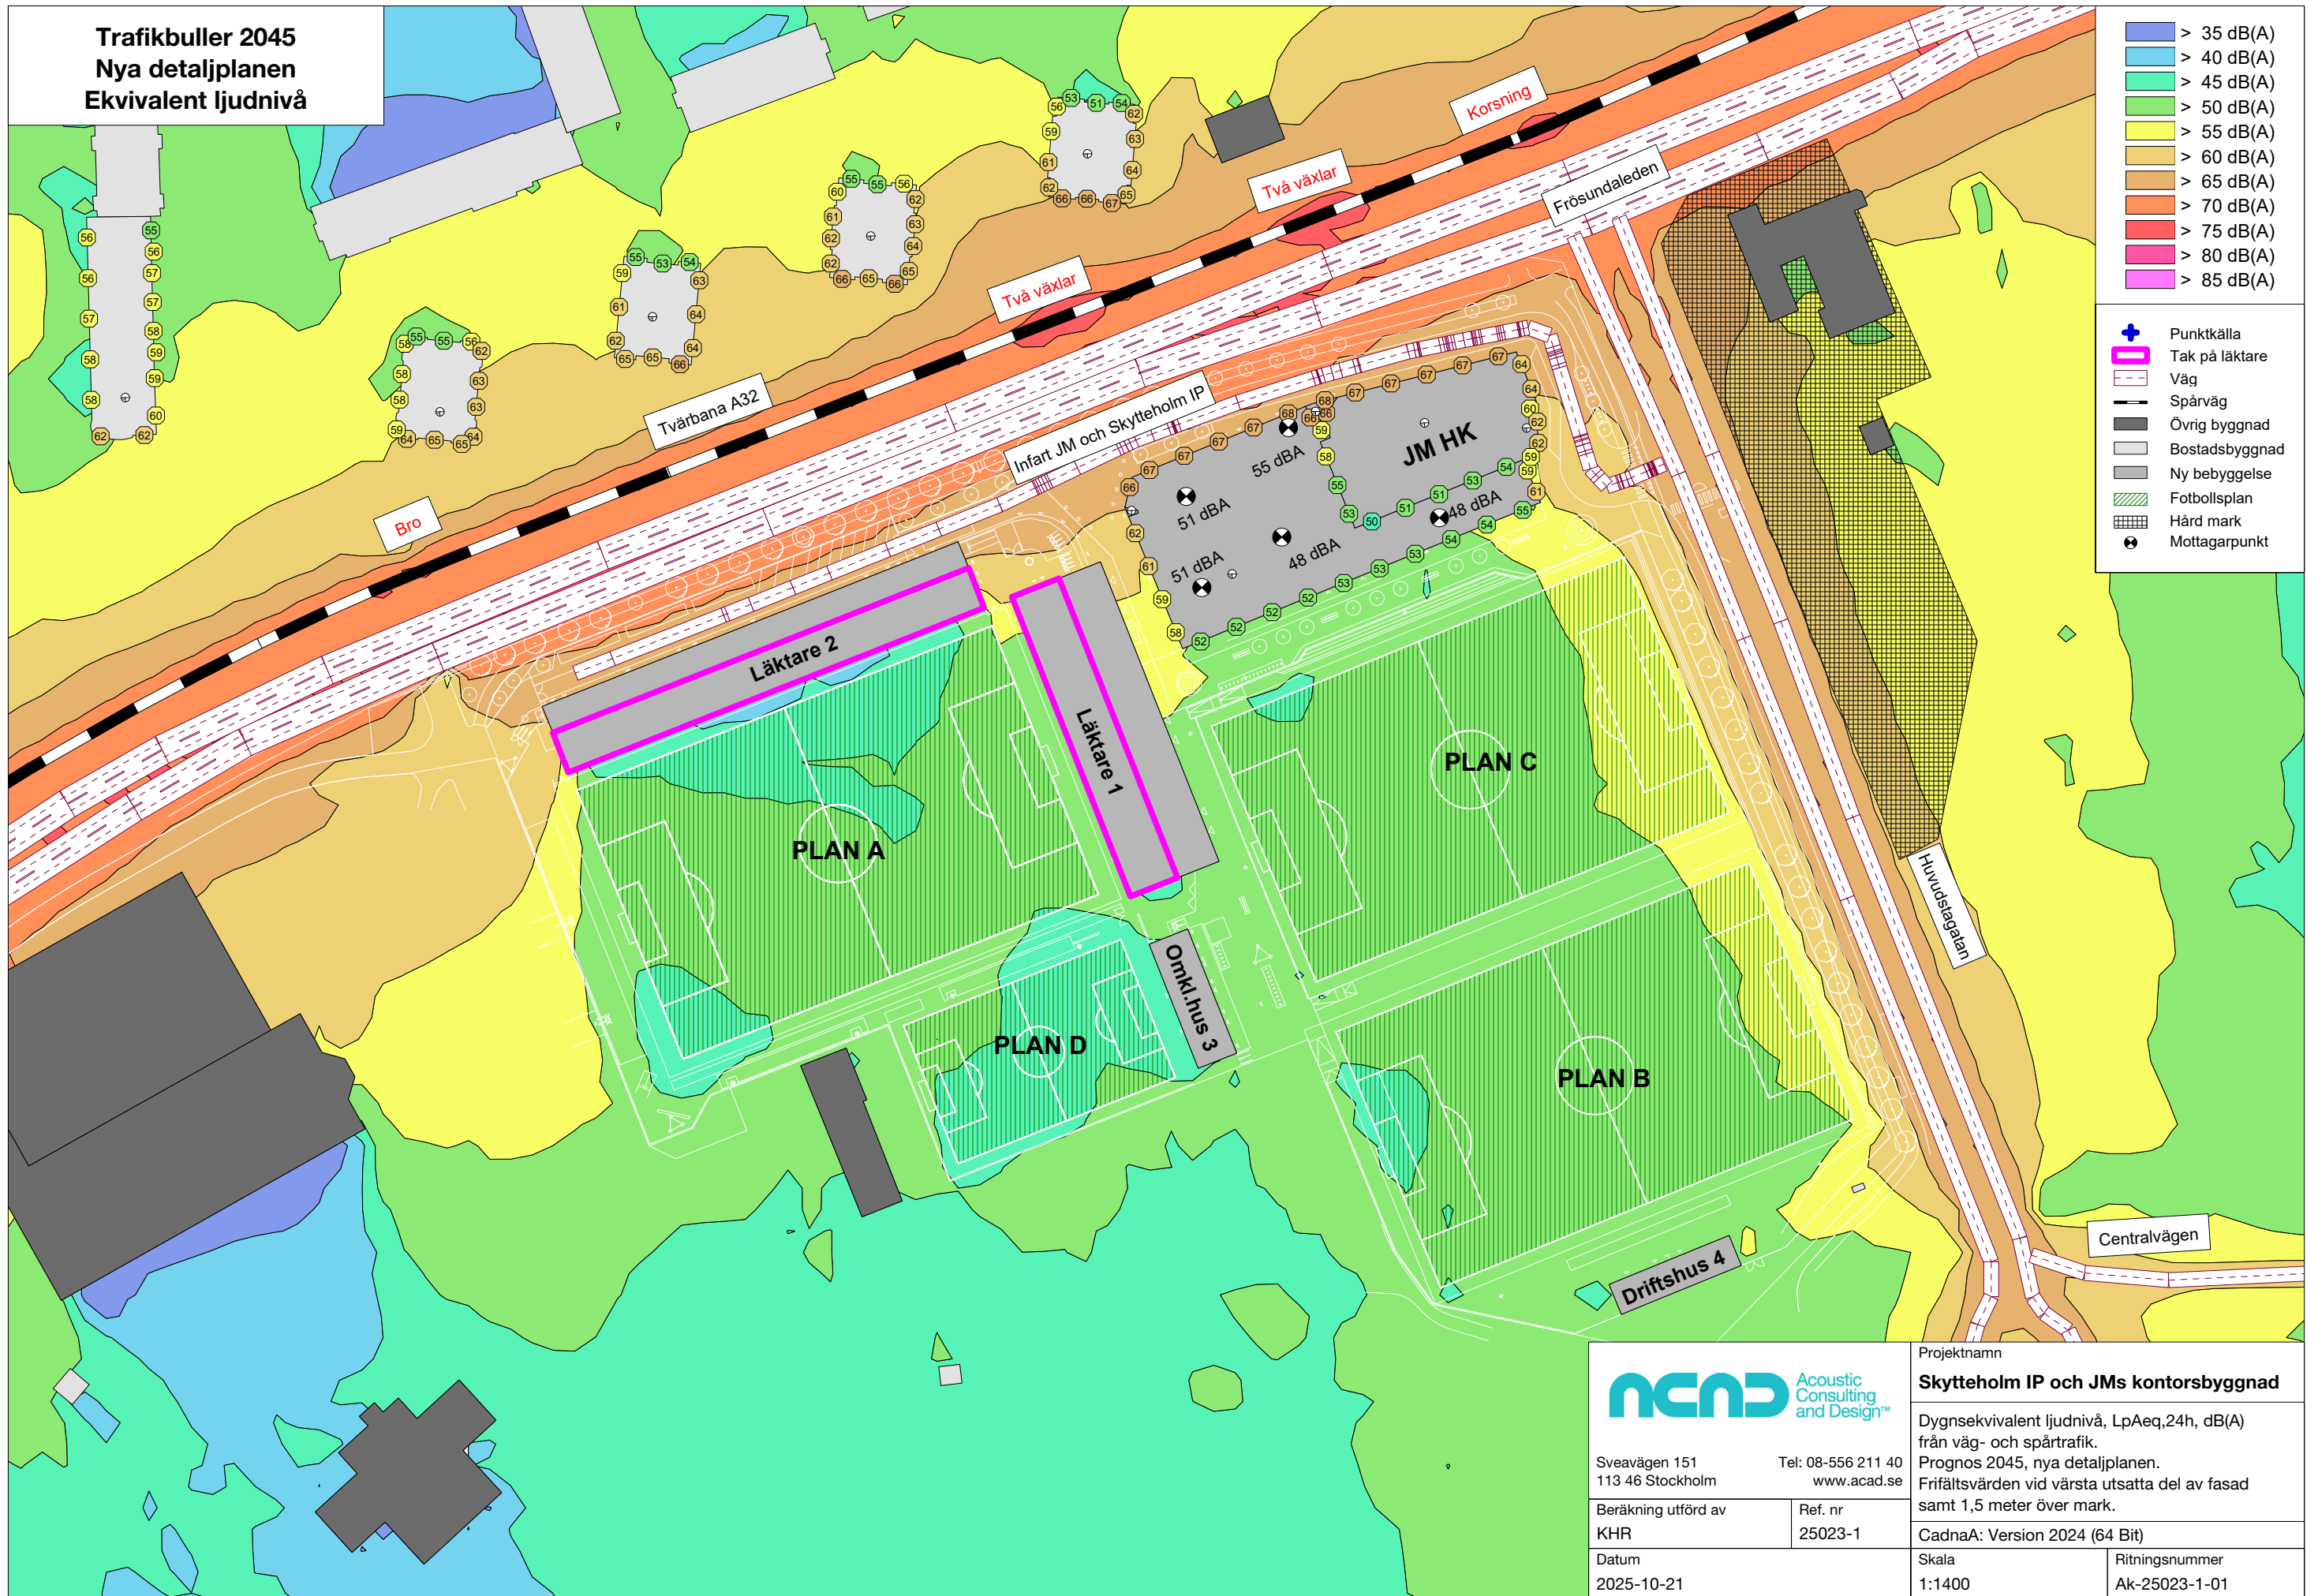 Trafikbuller 2045
Nya detaljplanen
Ekvivalent ljudnivå
> 35 dB(A)
> 40 dB(A)
> 45 dB(A)
> 50 dB(A)
> 55 dB(A)
> 60 dB(A)
> 65 dB(A)
> 70 dB(A)
> 75 dB(A)
> 80 dB(A)
> 85 dB(A)
Punktkälla
Tak på läktare
Väg
Spårväg
Övrig byggnad
Bostadsbyggnad
Ny bebyggelse
Fotbollsplan
Hård mark
Mottagarpunkt
Korsning
Två växlar
Två växlar
Frösundaleden
Tvärbana A32
Infart JM och Skytteholm IP
Bro
JM HK
55 dBA
51 dBA
48 dBA
51 dBA
48 dBA
Läktare 2
Läktare 1
PLAN A
PLAN C
PLAN D
PLAN B
Omkl.hus 3
Driftshus 4
Huvudstagatan
Centralvägen
Acoustic
Consulting
and Design™
Sveavägen 151 Tel: 08-556 211 40
113 46 Stockholm www.acad.se
Beräkning utförd av
KHR
Ref. nr
25023-1
Datum
2025-10-21
Projektnamn
Skytteholm IP och JMs kontorsbyggnad
Dygnsekvivalent ljudnivå, LpAeq,24h, dB(A)
från väg- och spårtrafik.
Prognos 2045, nya detaljplanen.
Frifältsvärden vid värsta utsatta del av fasad
samt 1,5 meter över mark.
CadnaA: Version 2024 (64 Bit)
Skala
1:1400
Ritningsnummer
Ak-25023-1-01